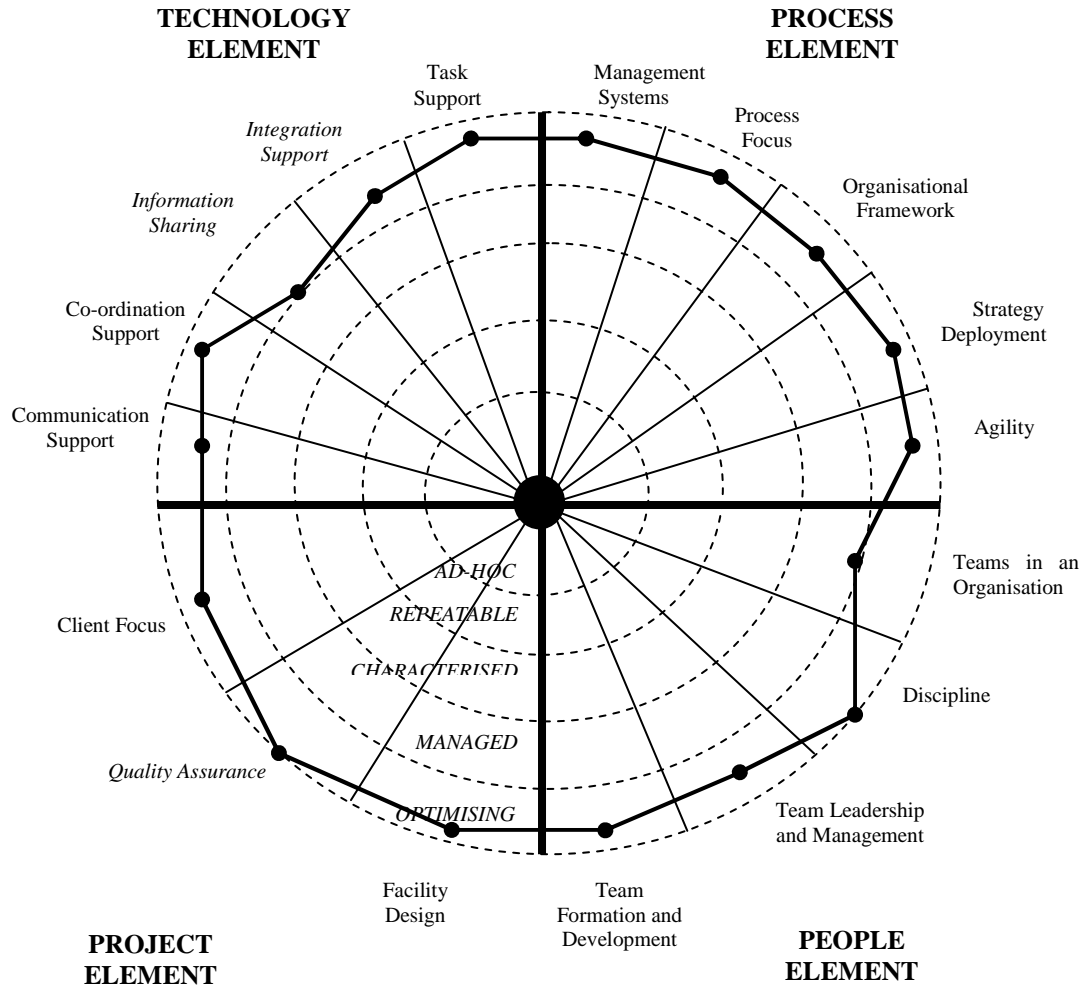 TECHNOLOGY
ELEMENT
PROCESS
ELEMENT
Task
Support
Management
Systems
Integration
Support
Process
Focus
Information
Sharing
Organisational
Framework
Co-ordination
Support
Strategy
Deployment
Communication
Support
Agility
AD-HOC
REPEATABLE
CHARACTERISED
MANAGED
OPTIMISING
Teams in an
Organisation
Client Focus
Discipline
Quality Assurance
Team Leadership
and Management
Facility
Design
Team
Formation and
Development
PROJECT
ELEMENT
PEOPLE
ELEMENT